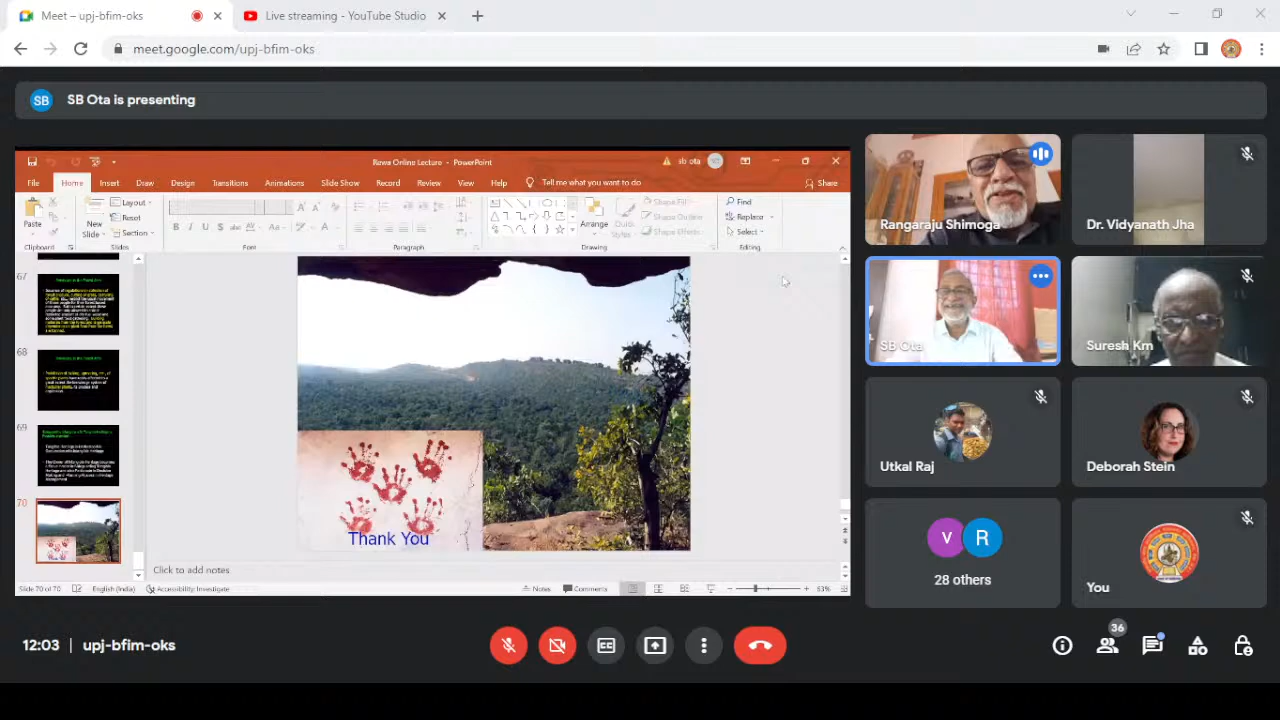 Meet – upj-bfim-oks
Live streaming - YouTube Studio
meet.google.com/upj-bfim-oks
SB
SB Ota is presenting
Rewa Online Lecture - PowerPoint
sb ota
File Home Insert Draw Design Transitions Animations Slide Show Record Review View Help Tell me what you want to do Share
Paste
New
Slide
Layout
Reset
Section
Arrange
Quick
Styles
Shape Fill
Shape Outline
Shape Effects
Find
Replace
Select
Clipboard Slides Font Paragraph Drawing Editing
67
68
69
70
Thank You
Click to add notes
Slide 70 of 70 English (India) Accessibility: Investigate Notes Comments 63%
Rangaraju Shimoga
Dr. Vidyanath Jha
SB Ota
Suresh Km
Utkal Raj
Deborah Stein
V R
28 others
You
12:03 | upj-bfim-oks
CC
36